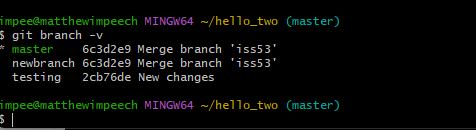 impee@matthewimpeech MINGW64 ~/hello_two (master)
$ git branch -v
* master    6c3d2e9 Merge branch 'iss53'
  newbranch 6c3d2e9 Merge branch 'iss53'
  testing   2cb76de New changes
impee@matthewimpeech MINGW64 ~/hello_two (master)
$